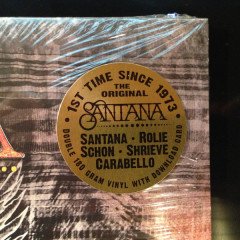 1ST TIME SINCE 1973
THE
ORIGINAL
SANTANA
SANTANA · ROLIE
SCHON · SHRIEVE
CARABELLO
DOUBLE 180 GRAM VINYL WITH DOWNLOAD CARD
A